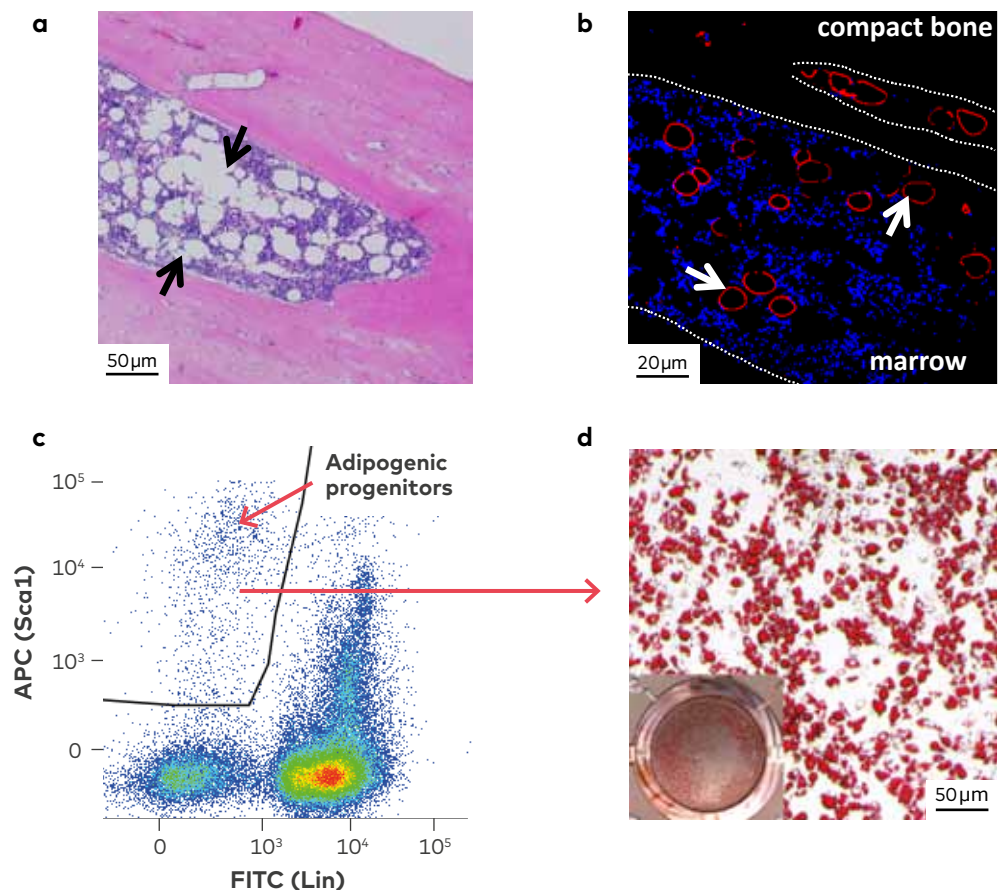 a
50µm
b
compact bone
marrow
20µm
c
Adipogenic
progenitors
10⁵
10⁴
10³
0
APC (Sca1)
0
10³
10⁴
10⁵
FITC (Lin)
d
50µm